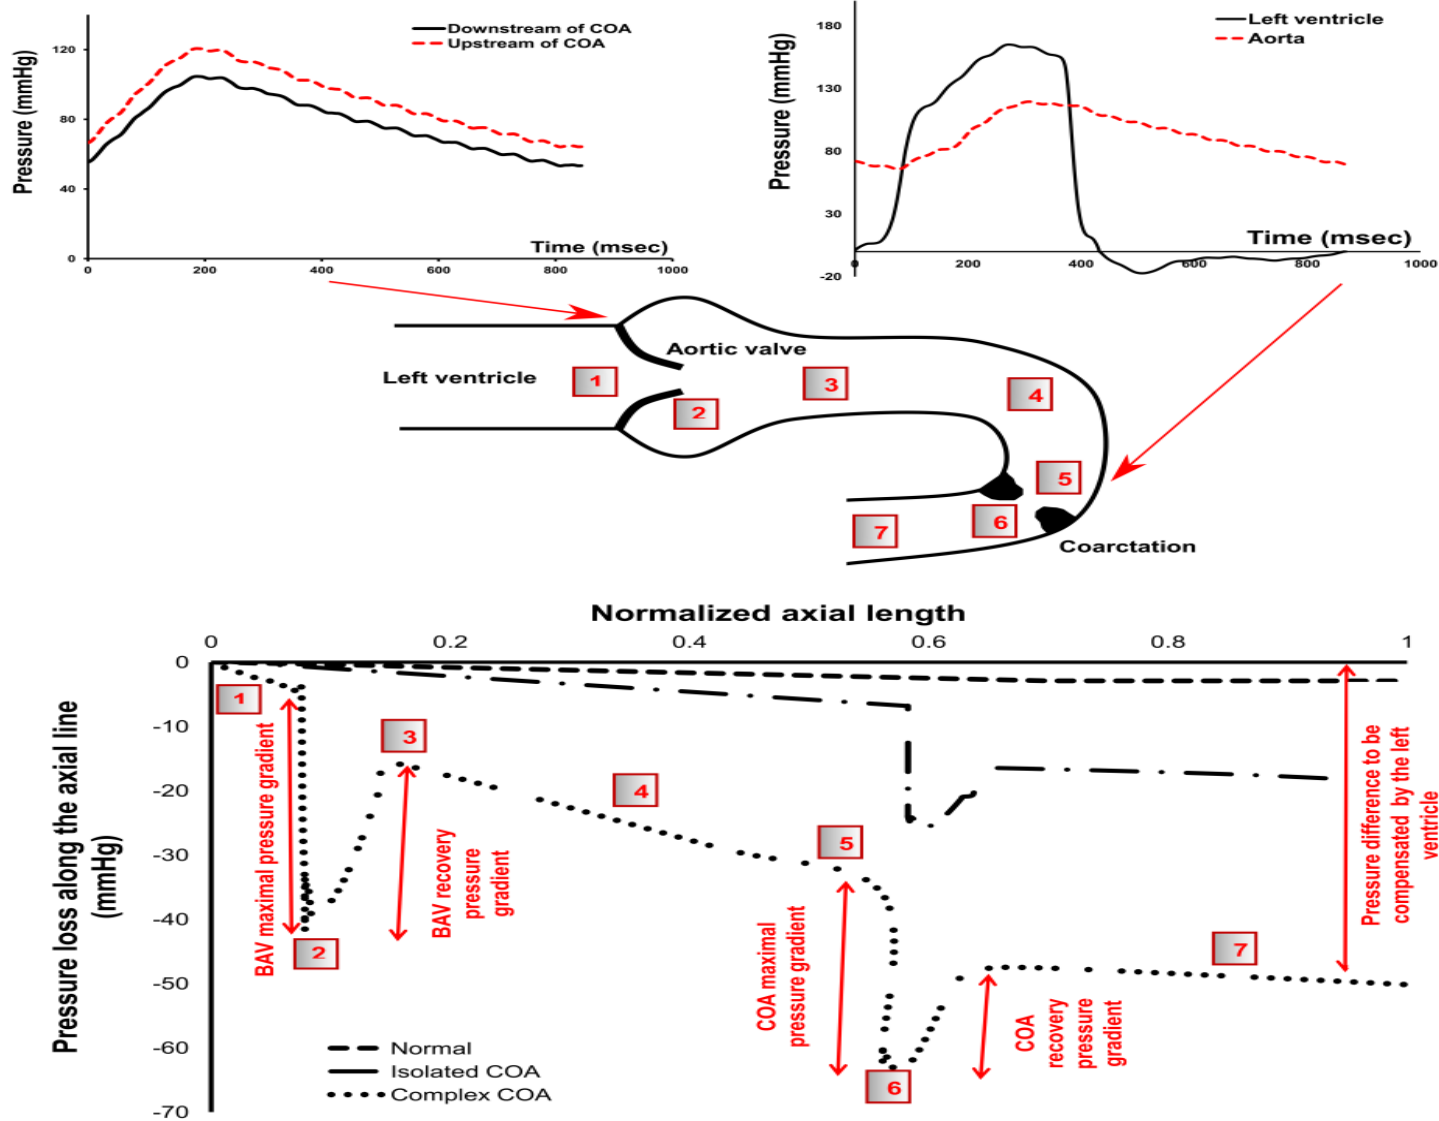 Downstream of COA
Upstream of COA
Pressure (mmHg)
120
80
40
0
Time (msec)
0 200 400 600 800 1000
Left ventricle
Aorta
Pressure (mmHg)
180
130
80
30
-20
Time (msec)
0 200 400 600 800 1000
Aortic valve
Left ventricle
1
2
3
4
5
6
7
Coarctation
Normalized axial length
0 0.2 0.4 0.6 0.8 1
Pressure loss along the axial line
(mmHg)
0
-10
-20
-30
-40
-50
-60
-70
1
2
3
4
5
6
7
BAV maximal pressure gradient
BAV recovery
pressure
gradient
COA maximal
pressure gradient
COA
recovery
pressure
gradient
Pressure difference to be
compensated by the left
ventricle
Normal
Isolated COA
Complex COA